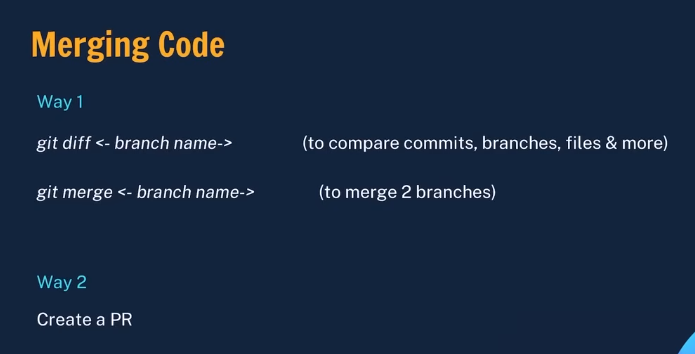 Merging Code
Way 1
git diff <- branch name-> (to compare commits, branches, files & more)
git merge <- branch name-> (to merge 2 branches)
Way 2
Create a PR